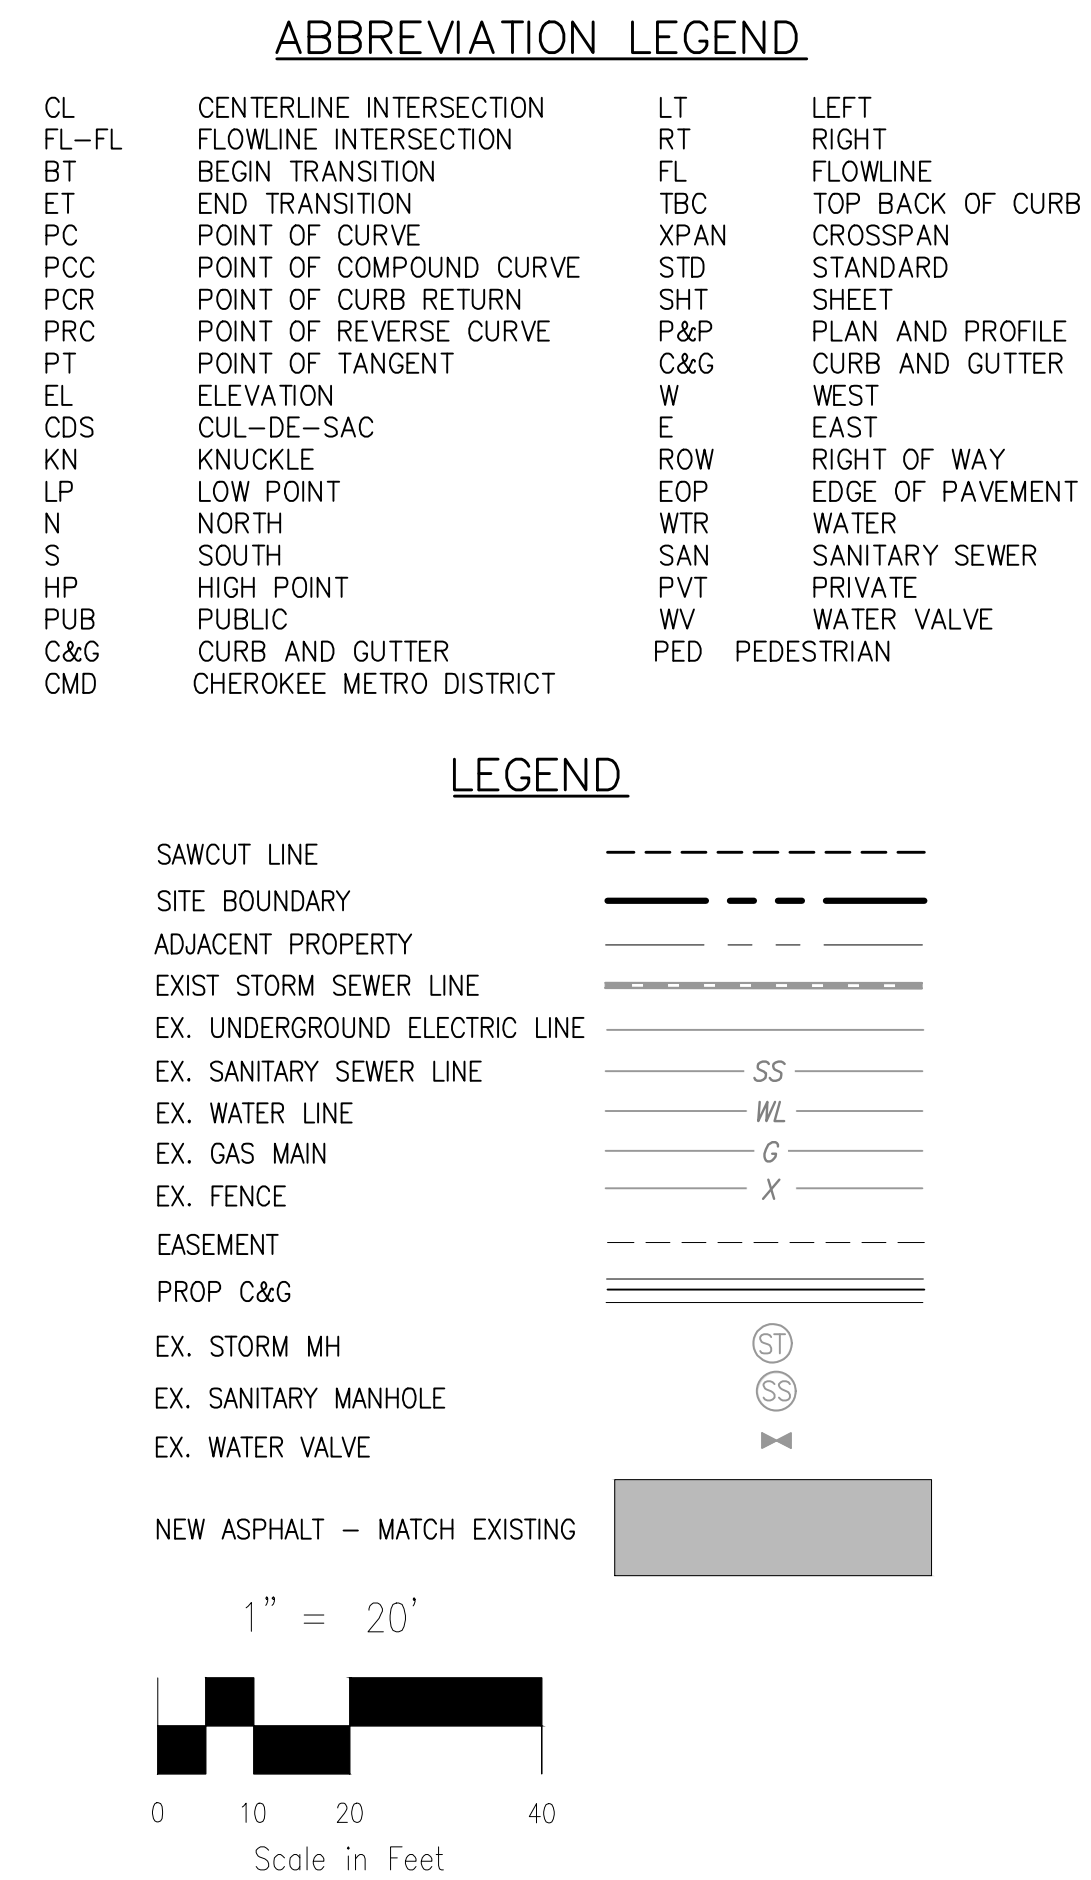 ABBREVIATION LEGEND
CL CENTERLINE INTERSECTION LT LEFT
FL-FL FLOWLINE INTERSECTION RT RIGHT
BT BEGIN TRANSITION FL FLOWLINE
ET END TRANSITION TBC TOP BACK OF CURB
PC POINT OF CURVE XPAN CROSSPAN
PCC POINT OF COMPOUND CURVE STD STANDARD
PCR POINT OF CURB RETURN SHT SHEET
PRC POINT OF REVERSE CURVE P&P PLAN AND PROFILE
PT POINT OF TANGENT C&G CURB AND GUTTER
EL ELEVATION W WEST
CDS CUL-DE-SAC E EAST
KN KNUCKLE ROW RIGHT OF WAY
LP LOW POINT EOP EDGE OF PAVEMENT
N NORTH WTR WATER
S SOUTH SAN SANITARY SEWER
HP HIGH POINT PVT PRIVATE
PUB PUBLIC WV WATER VALVE
C&G CURB AND GUTTER PED PEDESTRIAN
CMD CHEROKEE METRO DISTRICT
LEGEND
SAWCUT LINE
SITE BOUNDARY
ADJACENT PROPERTY
EXIST STORM SEWER LINE
EX. UNDERGROUND ELECTRIC LINE
EX. SANITARY SEWER LINE SS
EX. WATER LINE WL
EX. GAS MAIN G
EX. FENCE X
EASEMENT
PROP C&G
EX. STORM MH ST
EX. SANITARY MANHOLE SS
EX. WATER VALVE
NEW ASPHALT - MATCH EXISTING
1" = 20'
0 10 20 40
Scale in Feet